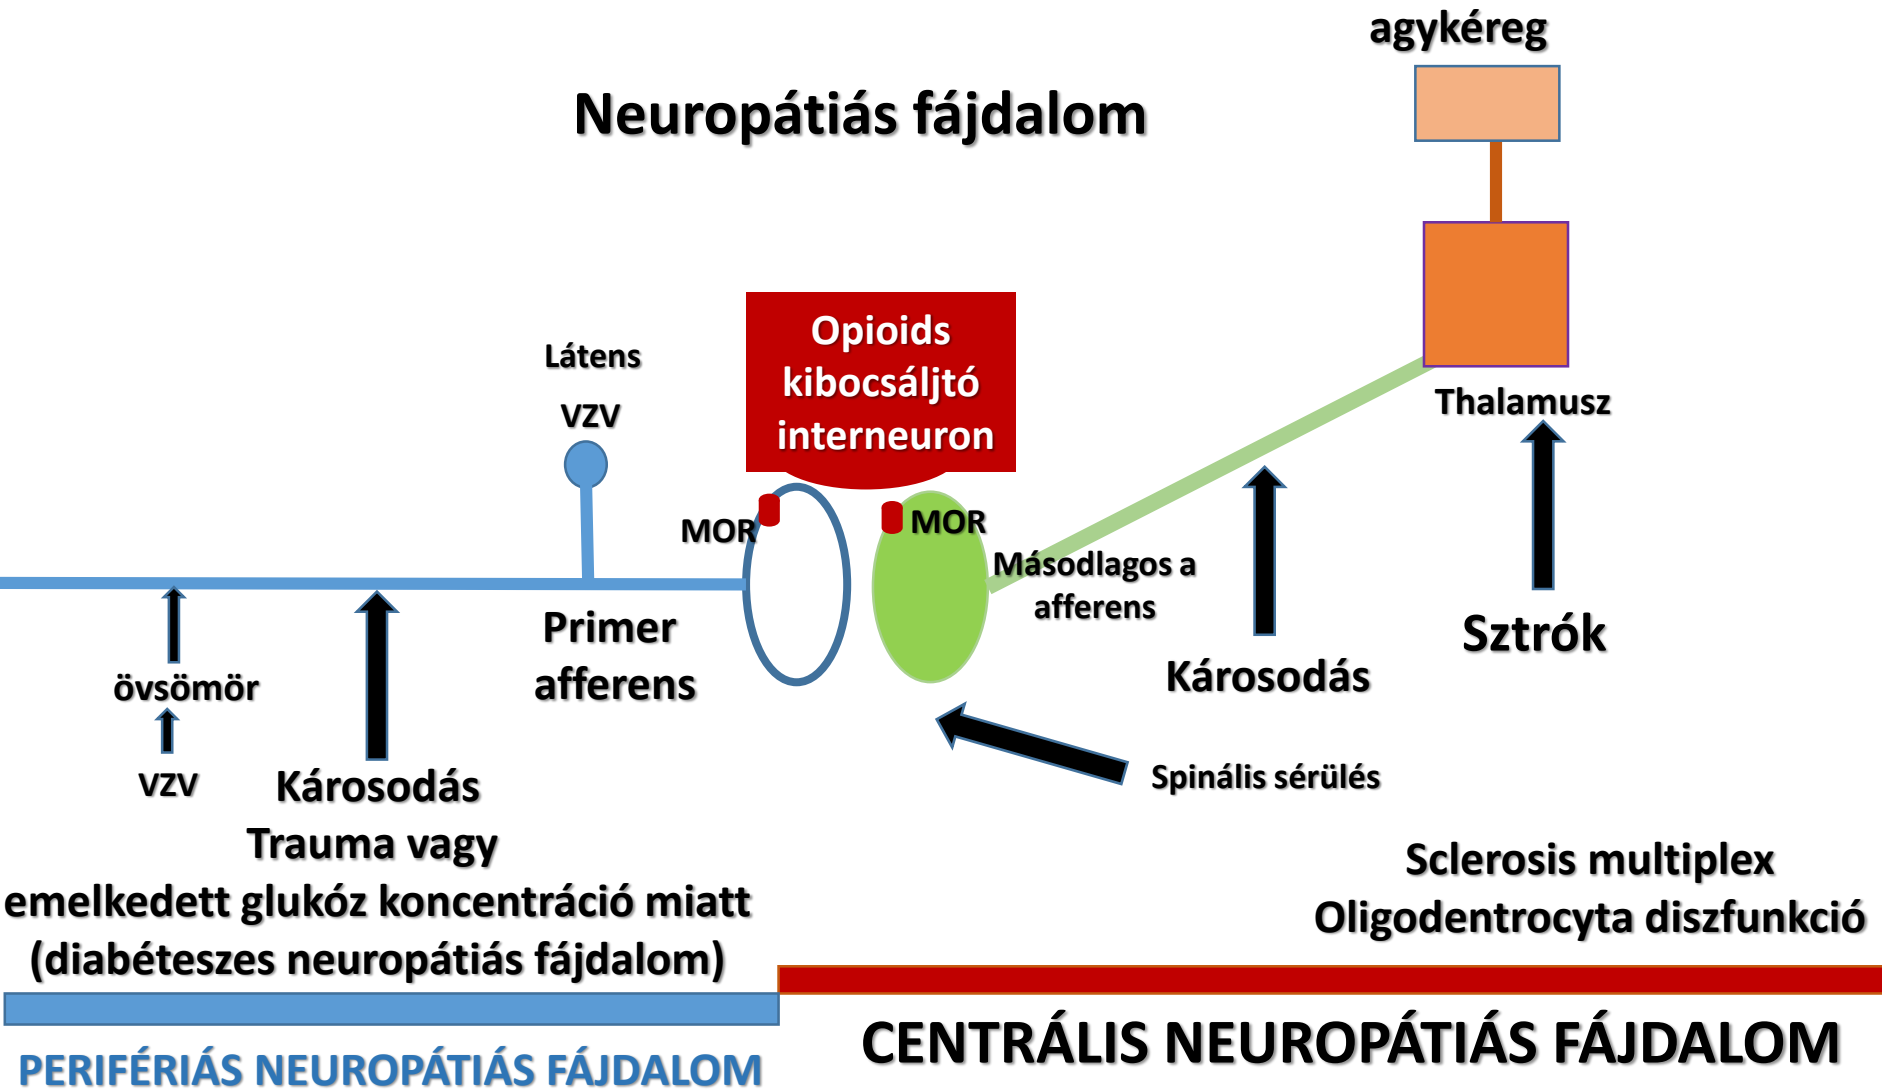 agykéreg
Neuropátiás fájdalom
Opioids
kibocsáljtó
interneuron
Látens
VZV
Thalamusz
MOR
MOR
Másodlagos a
afferens
Primer
afferens
Sztrók
Károsodás
övsömör
VZV
Spinális sérülés
Károsodás
Trauma vagy
emelkedett glukóz koncentráció miatt
(diabéteszes neuropátiás fájdalom)
Sclerosis multiplex
Oligodentrocyta diszfunkció
PERIFÉRIÁS NEUROPÁTIÁS FÁJDALOM
CENTRÁLIS NEUROPÁTIÁS FÁJDALOM